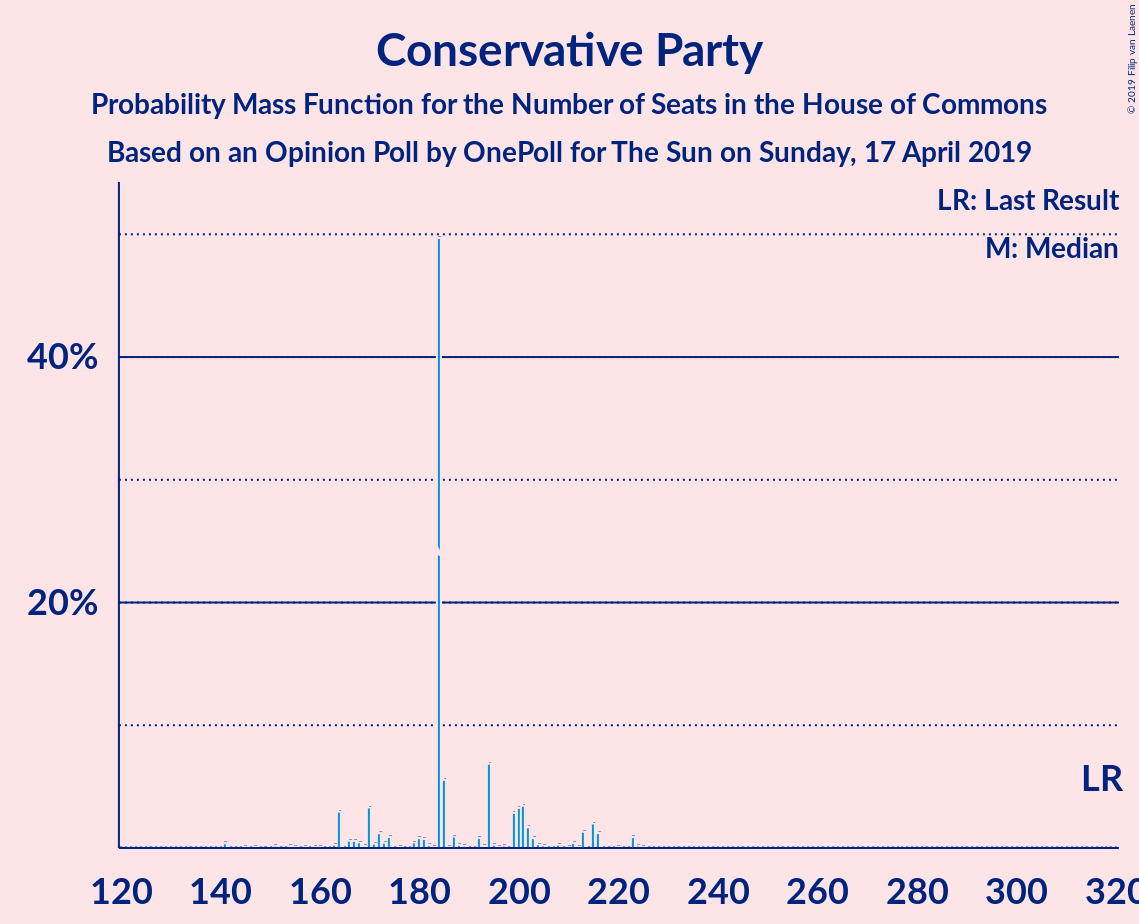 Conservative Party
Probability Mass Function for the Number of Seats in the House of Commons
Based on an Opinion Poll by OnePoll for The Sun on Sunday, 17 April 2019
© 2019 Filip van Laenen
LR: Last Result
M: Median
40%
20%
LR
120 140 160 180 200 220 240 260 280 300 320